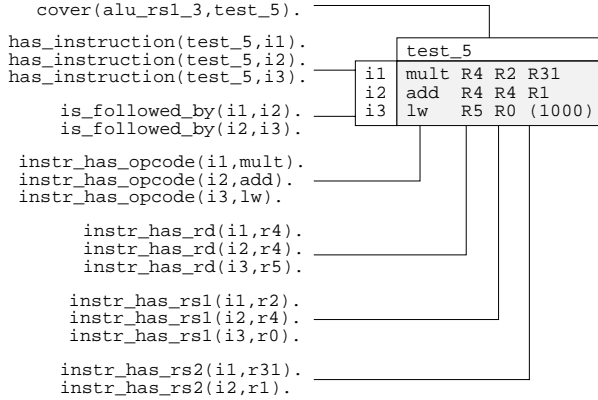 cover(alu_rs1_3,test_5).
has_instruction(test_5,i1).
has_instruction(test_5,i2).
has_instruction(test_5,i3).
is_followed_by(i1,i2).
is_followed_by(i2,i3).
instr_has_opcode(i1,mult).
instr_has_opcode(i2,add).
instr_has_opcode(i3,lw).
instr_has_rd(i1,r4).
instr_has_rd(i2,r4).
instr_has_rd(i3,r5).
instr_has_rs1(i1,r2).
instr_has_rs1(i2,r4).
instr_has_rs1(i3,r0).
instr_has_rs2(i1,r31).
instr_has_rs2(i2,r1).
test_5
i1 mult R4 R2 R31
i2 add R4 R4 R1
i3 lw R5 R0 (1000)